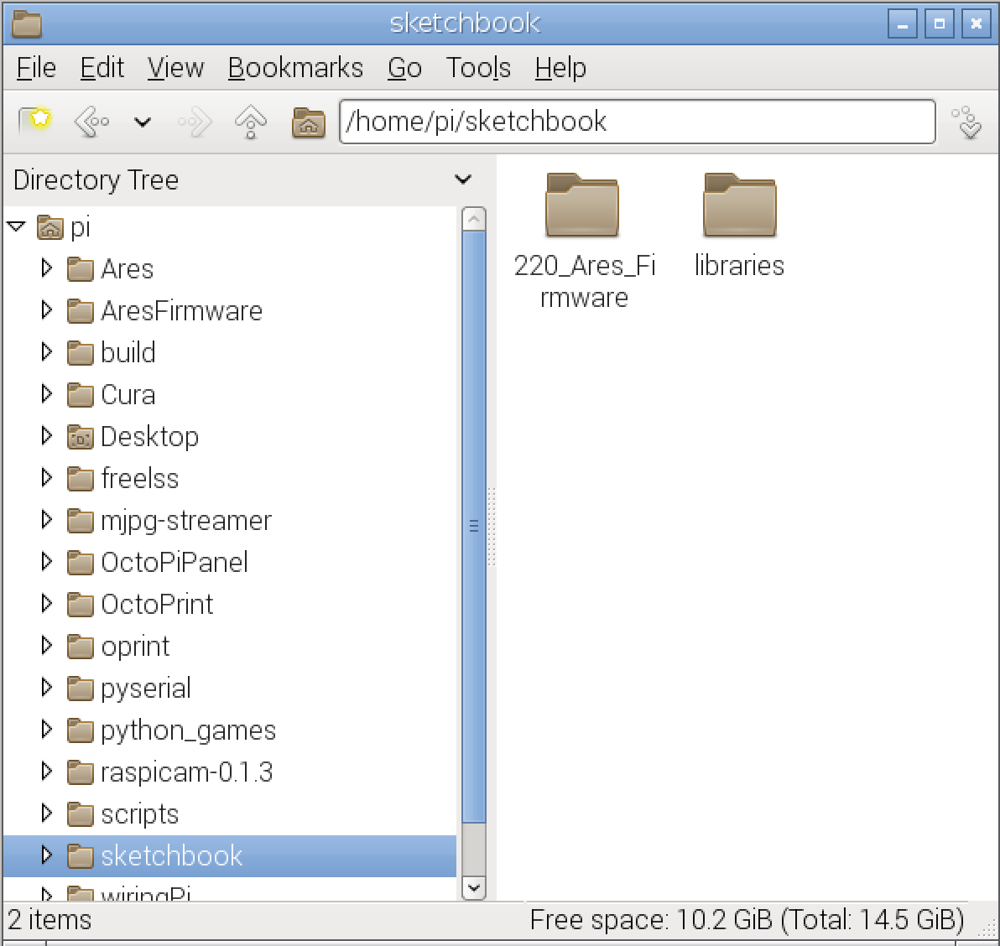 sketchbook
File Edit View Bookmarks Go Tools Help
/home/pi/sketchbook
Directory Tree
pi
Ares
AresFirmware
build
Cura
Desktop
freelss
mjpg-streamer
OctoPiPanel
OctoPrint
oprint
pyserial
python_games
raspicam-0.1.3
scripts
sketchbook
wiringPi
220_Ares_Fi
rmware
libraries
2 items
Free space: 10.2 GiB (Total: 14.5 GiB)